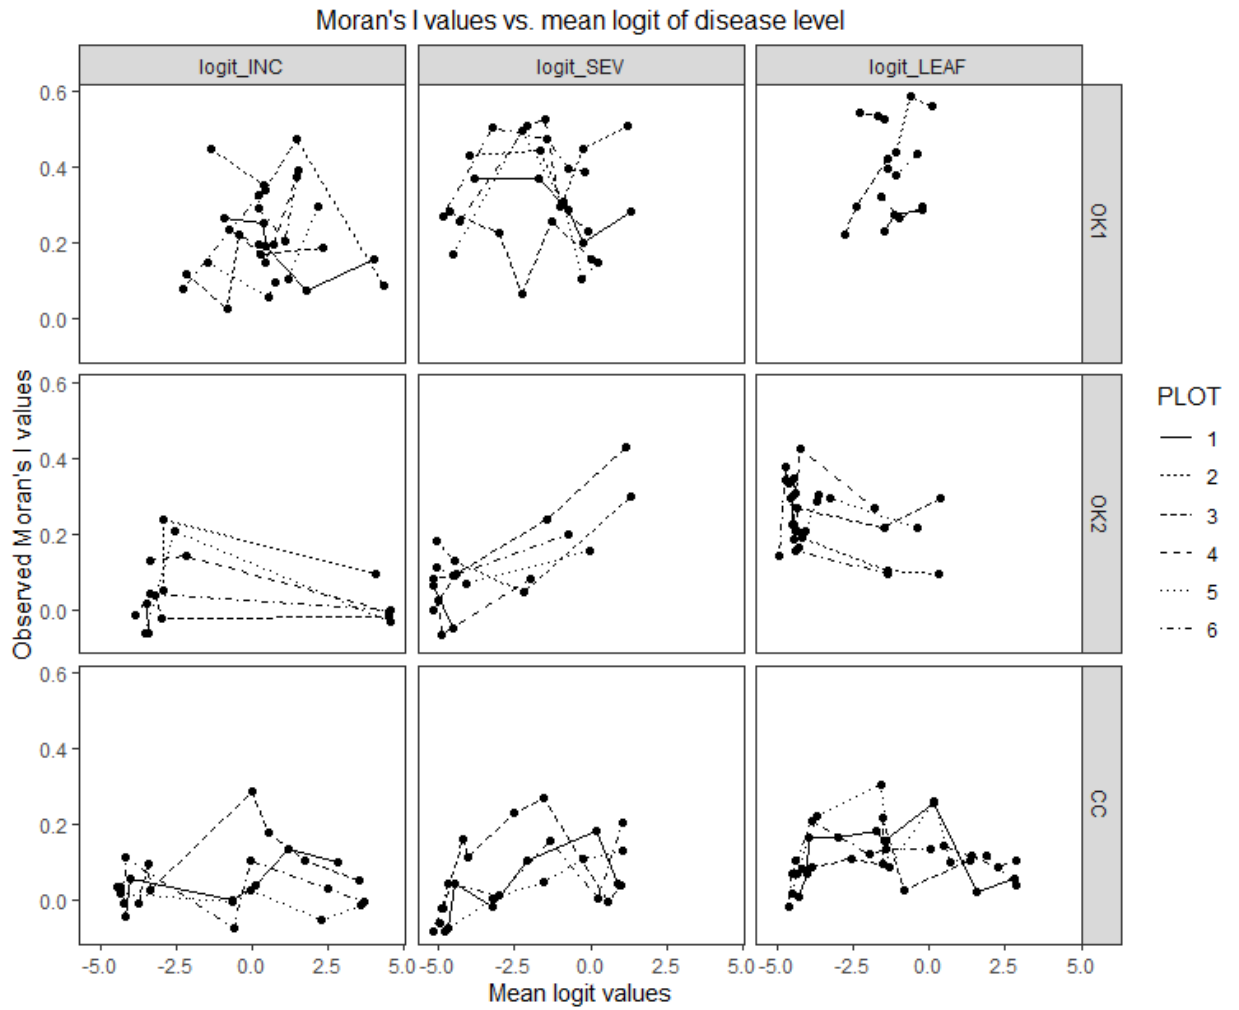 Moran's I values vs. mean logit of disease level
logit_INC
logit_SEV
logit_LEAF
0.6
0.4
0.2
0.0
OK1
Observed Moran's I values
0.6
0.4
0.2
0.0
OK2
PLOT
1
2
3
4
5
6
0.6
0.4
0.2
0.0
CC
-5.0 -2.5 0.0 2.5 5.0 -5.0 -2.5 0.0 2.5 5.0 -5.0 -2.5 0.0 2.5 5.0
Mean logit values